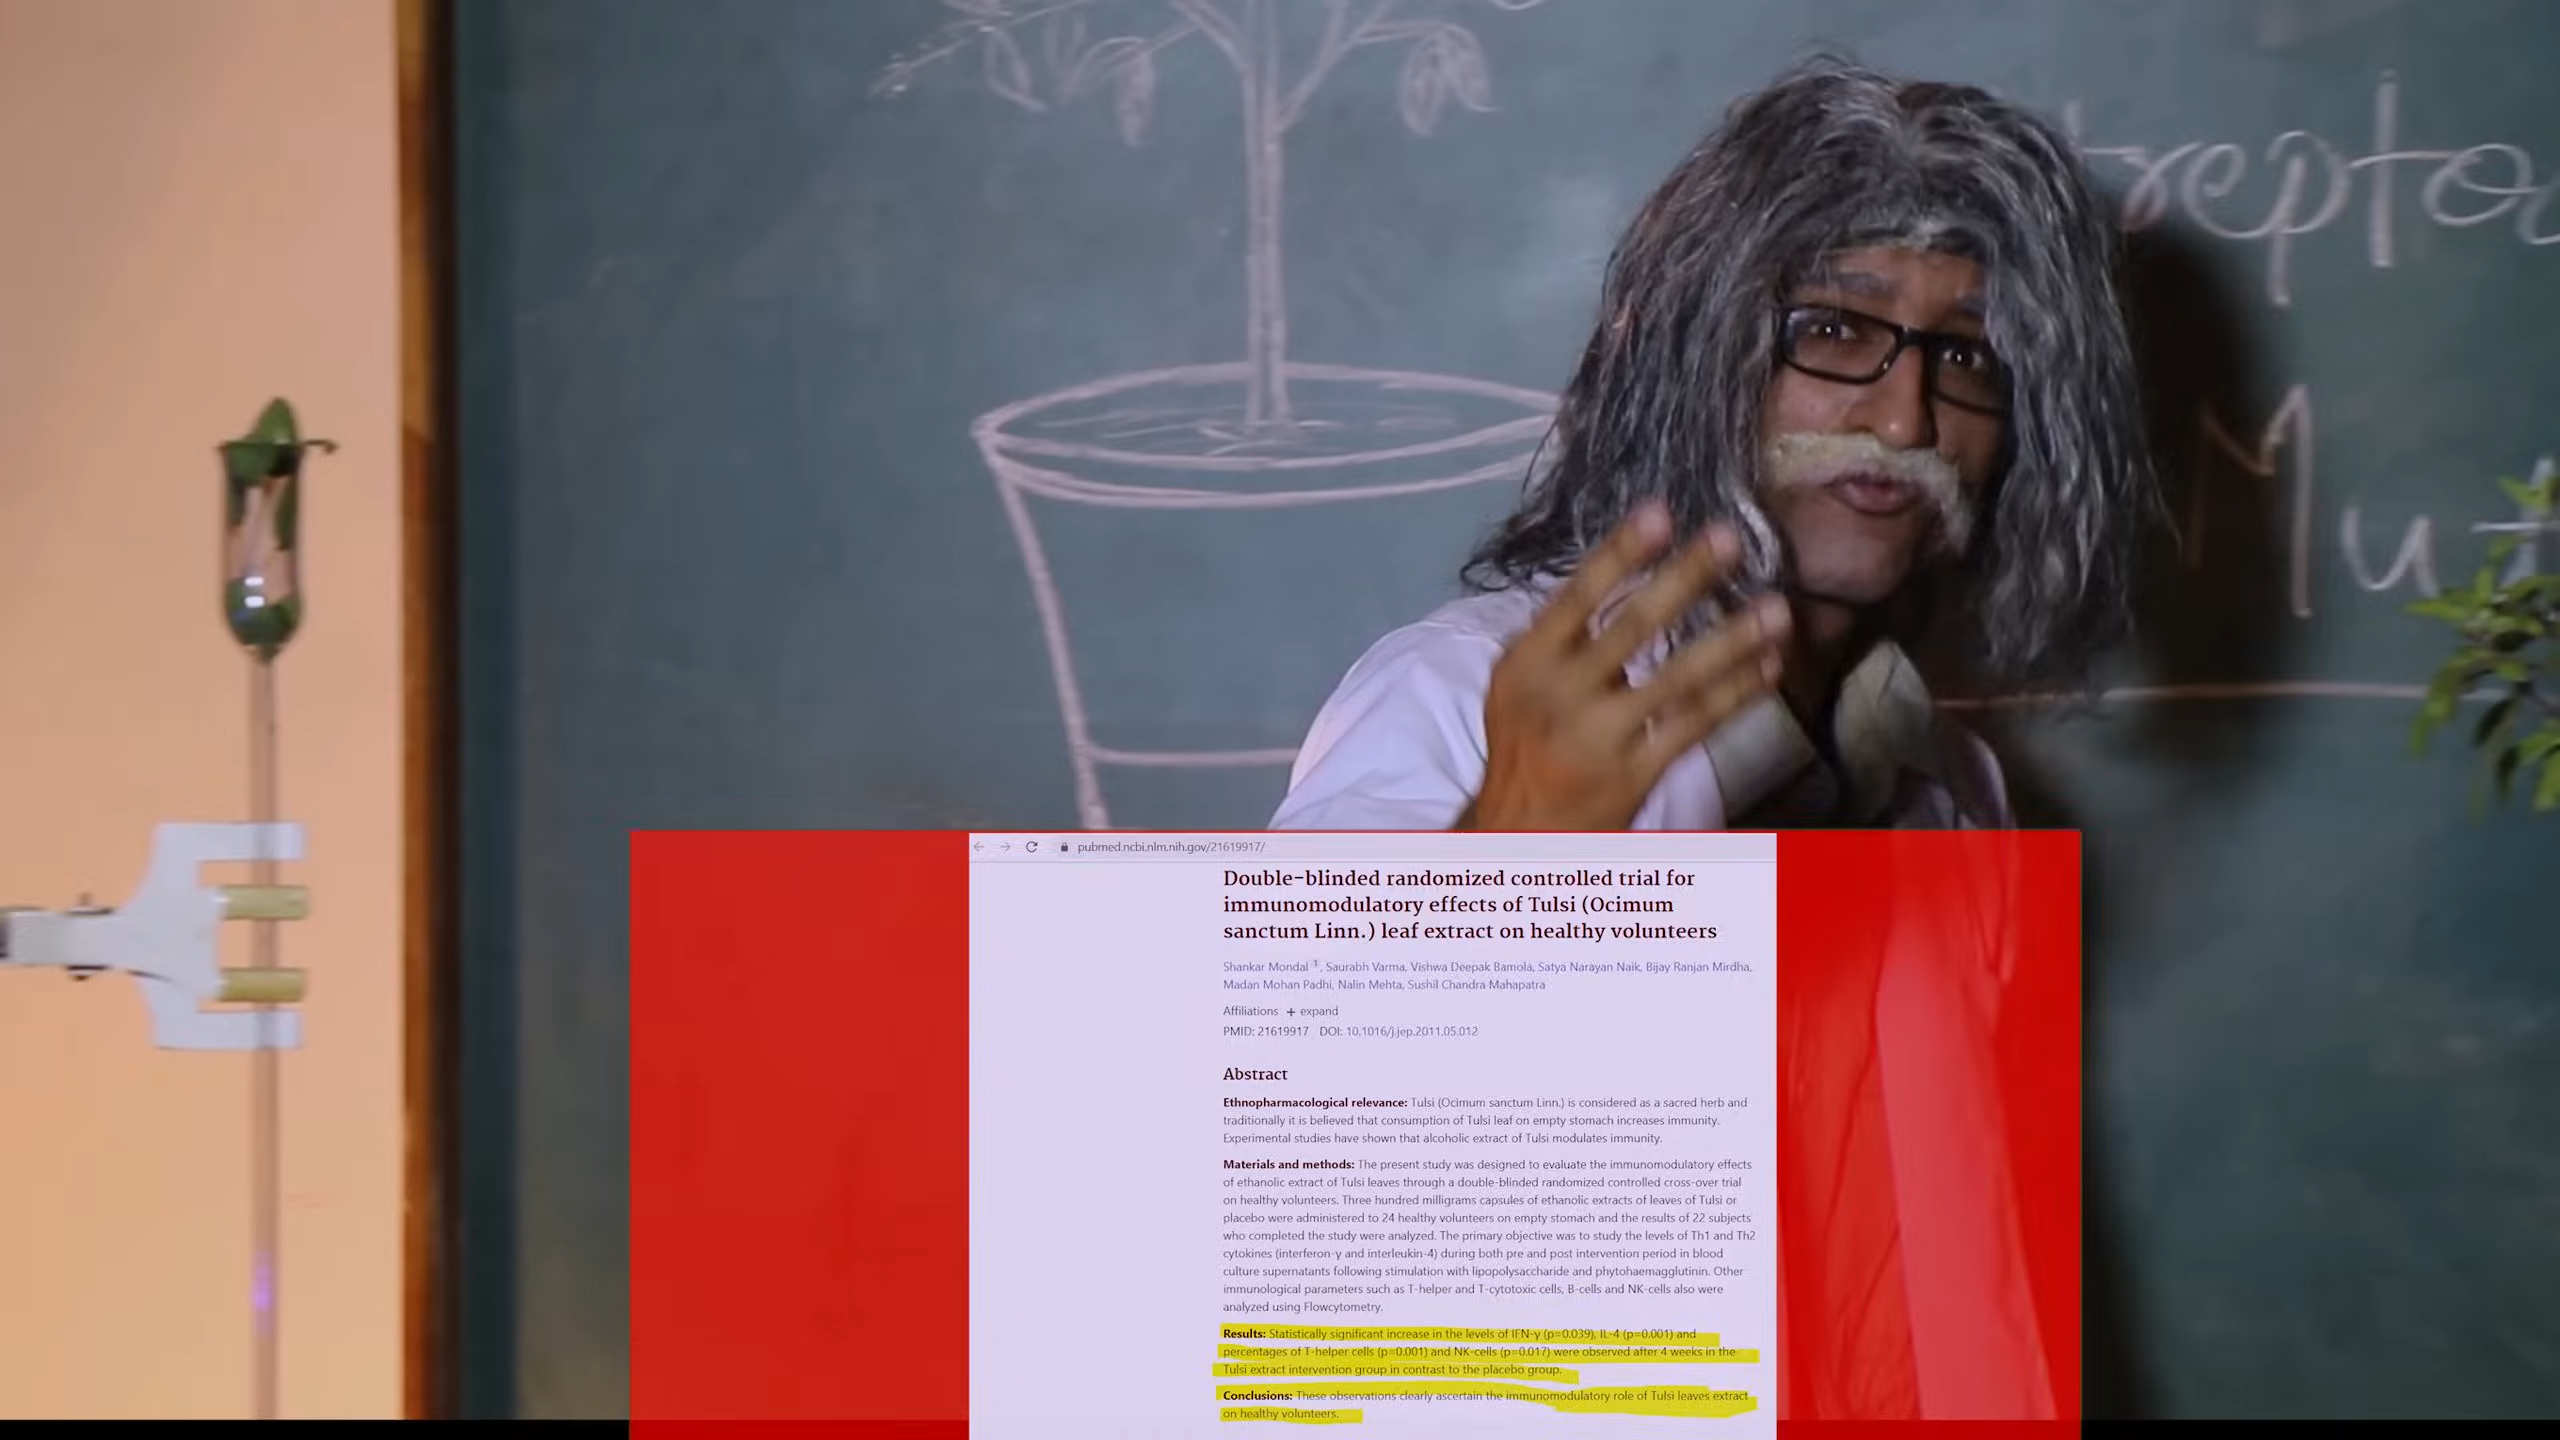 trepto
Mut
pubmed.ncbi.nlm.nih.gov/21619917/
Double-blinded randomized controlled trial for
immunomodulatory effects of Tulsi (Ocimum
sanctum Linn.) leaf extract on healthy volunteers
Shankar Mondal 1, Saurabh Varma, Vishwa Deepak Bamola, Satya Narayan Naik, Bijay Ranjan Mirdha,
Madan Mohan Padhi, Nalin Mehta, Sushil Chandra Mahapatra
Affiliations + expand
PMID: 21619917 DOI: 10.1016/j.jep.2011.05.012
Abstract
Ethnopharmacological relevance: Tulsi (Ocimum sanctum Linn.) is considered as a sacred herb and
traditionally it is believed that consumption of Tulsi leaf on empty stomach increases immunity.
Experimental studies have shown that alcoholic extract of Tulsi modulates immunity.
Materials and methods: The present study was designed to evaluate the immunomodulatory effects
of ethanolic extract of Tulsi leaves through a double-blinded randomized controlled cross-over trial
on healthy volunteers. Three hundred milligrams capsules of ethanolic extracts of leaves of Tulsi or
placebo were administered to 24 healthy volunteers on empty stomach and the results of 22 subjects
who completed the study were analyzed. The primary objective was to study the levels of Th1 and Th2
cytokines (interferon-γ and interleukin-4) during both pre and post intervention period in blood
culture supernatants following stimulation with lipopolysaccharide and phytohaemagglutinin. Other
immunological parameters such as T-helper and T-cytotoxic cells, B-cells and NK-cells also were
analyzed using Flowcytometry.
Results: Statistically significant increase in the levels of IFN-γ (p=0.039), IL-4 (p=0.001) and
percentages of T-helper cells (p=0.001) and NK-cells (p=0.017) were observed after 4 weeks in the
Tulsi extract intervention group in contrast to the placebo group.
Conclusions: These observations clearly ascertain the immunomodulatory role of Tulsi leaves extract
on healthy volunteers.